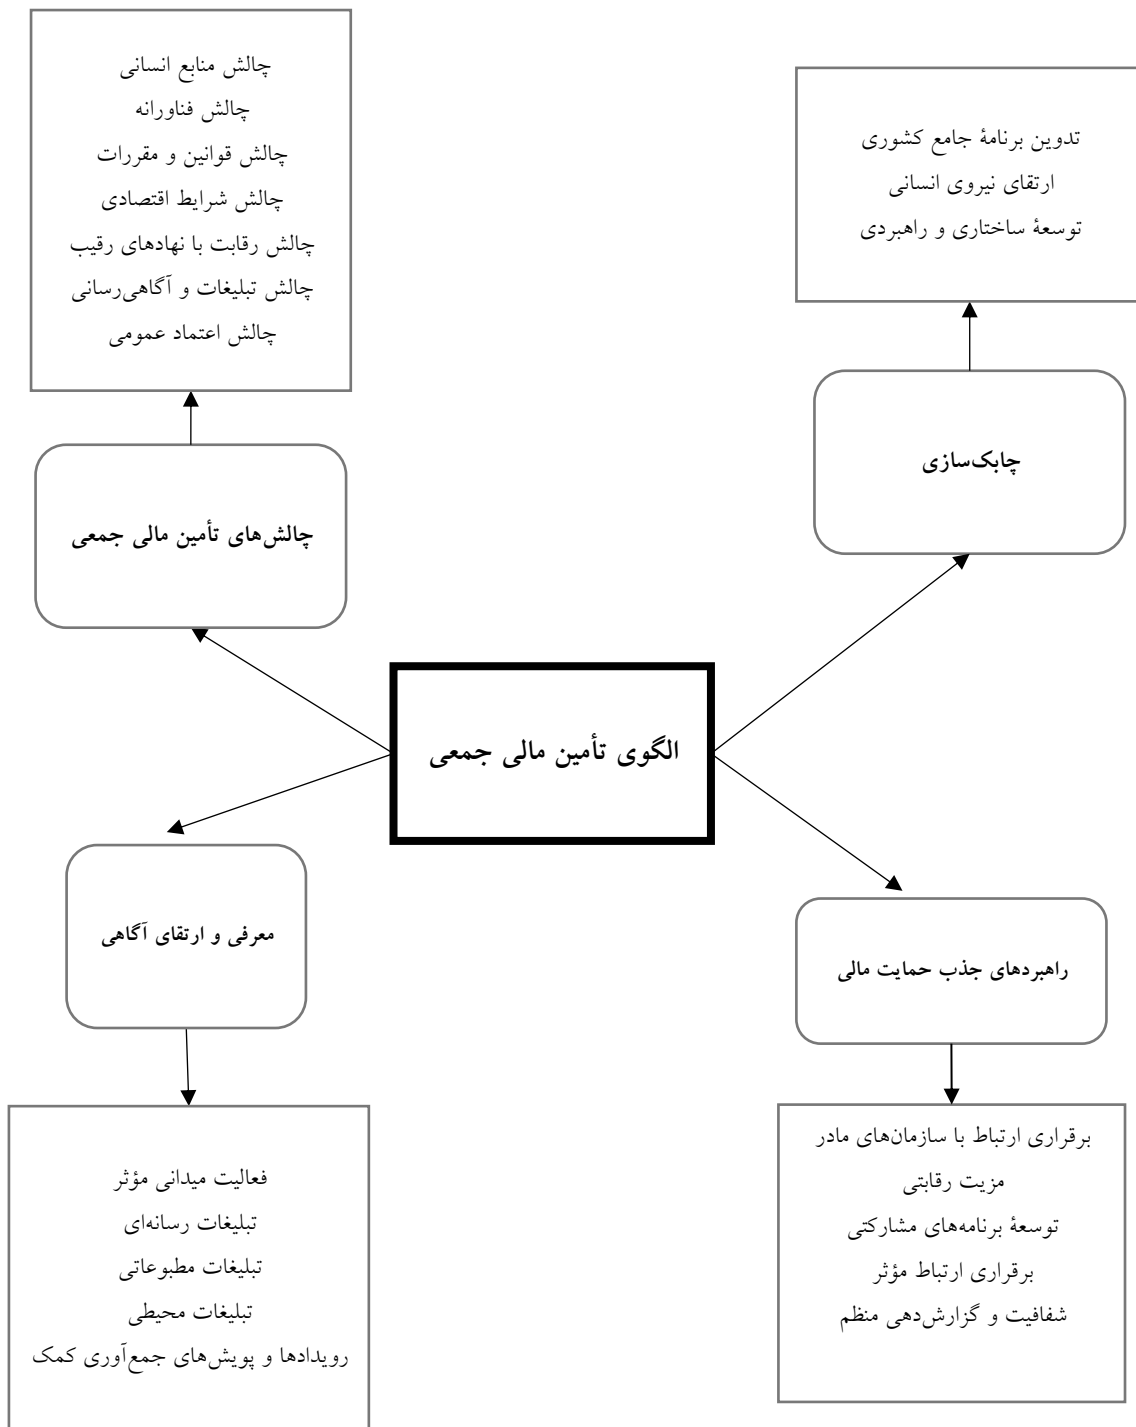 تدوین برنامهٔ جامع کشوری
ارتقای نیروی انسانی
توسعهٔ ساختاری و راهبردی
چابک‌سازی
چالش منابع انسانی
چالش فناورانه
چالش قوانین و مقررات
چالش شرایط اقتصادی
چالش رقابت با نهادهای رقیب
چالش تبلیغات و آگاهی‌رسانی
چالش اعتماد عمومی
چالش‌های تأمین مالی جمعی
الگوی تأمین مالی جمعی
راهبردهای جذب حمایت مالی
برقراری ارتباط با سازمان‌های مادر
مزیت رقابتی
توسعهٔ برنامه‌های مشارکتی
برقراری ارتباط مؤثر
شفافیت و گزارش‌دهی منظم
معرفی و ارتقای آگاهی
فعالیت میدانی مؤثر
تبلیغات رسانه‌ای
تبلیغات مطبوعاتی
تبلیغات محیطی
رویدادها و پویش‌های جمع‌آوری کمک